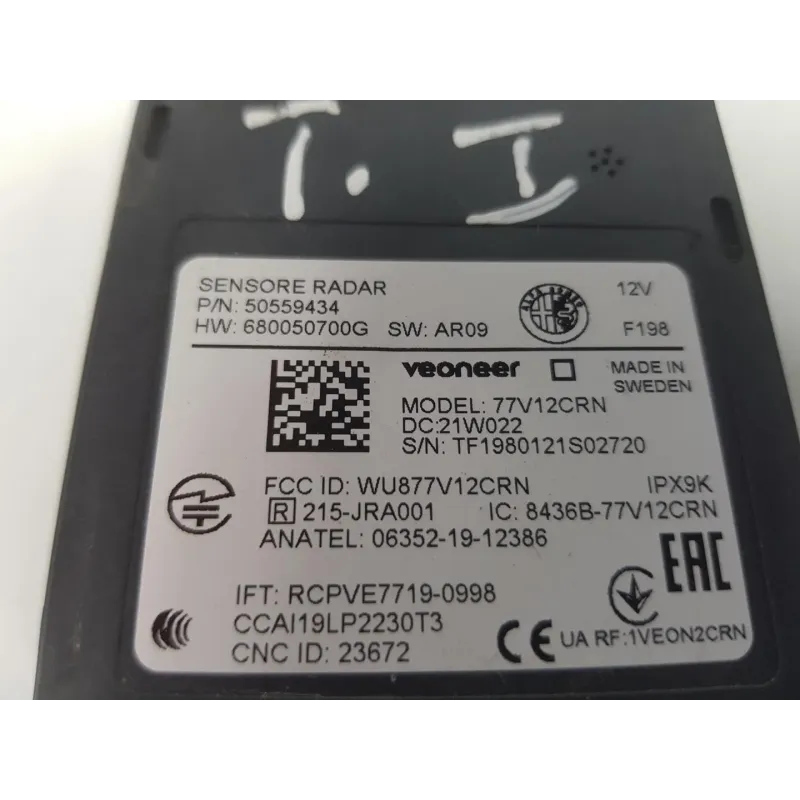 T. I
SENSORE RADAR
P/N: 50559434
HW: 680050700G SW: AR09
ALFA ROMEO
12V
F198
veoneer
MADE IN
SWEDEN
MODEL: 77V12CRN
DC:21W022
S/N: TF1980121S02720
FCC ID: WU877V12CRN IPX9K
R 215-JRA001 IC: 8436B-77V12CRN
ANATEL: 06352-19-12386
EAC
IFT: RCPVE7719-0998
CCAI19LP2230T3
CNC ID: 23672
CE UA RF:1VEON2CRN